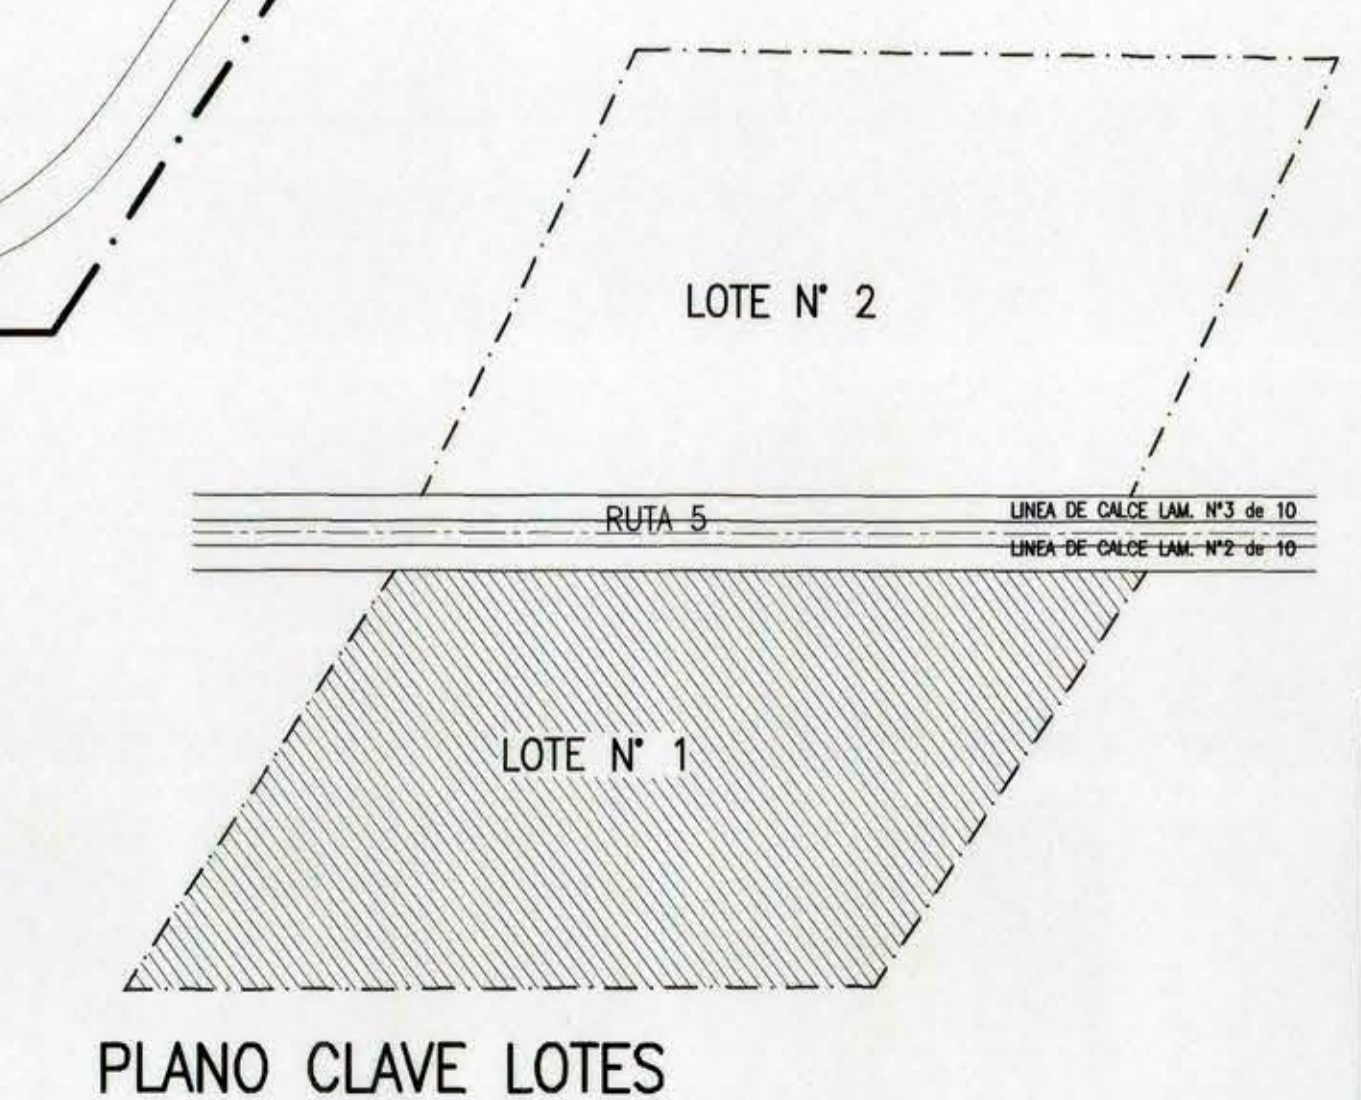 LOTE N° 2
RUTA 5
LINEA DE CALCE LAM. N°3 de 10
LINEA DE CALCE LAM. N°2 de 10
LOTE N° 1
PLANO CLAVE LOTES